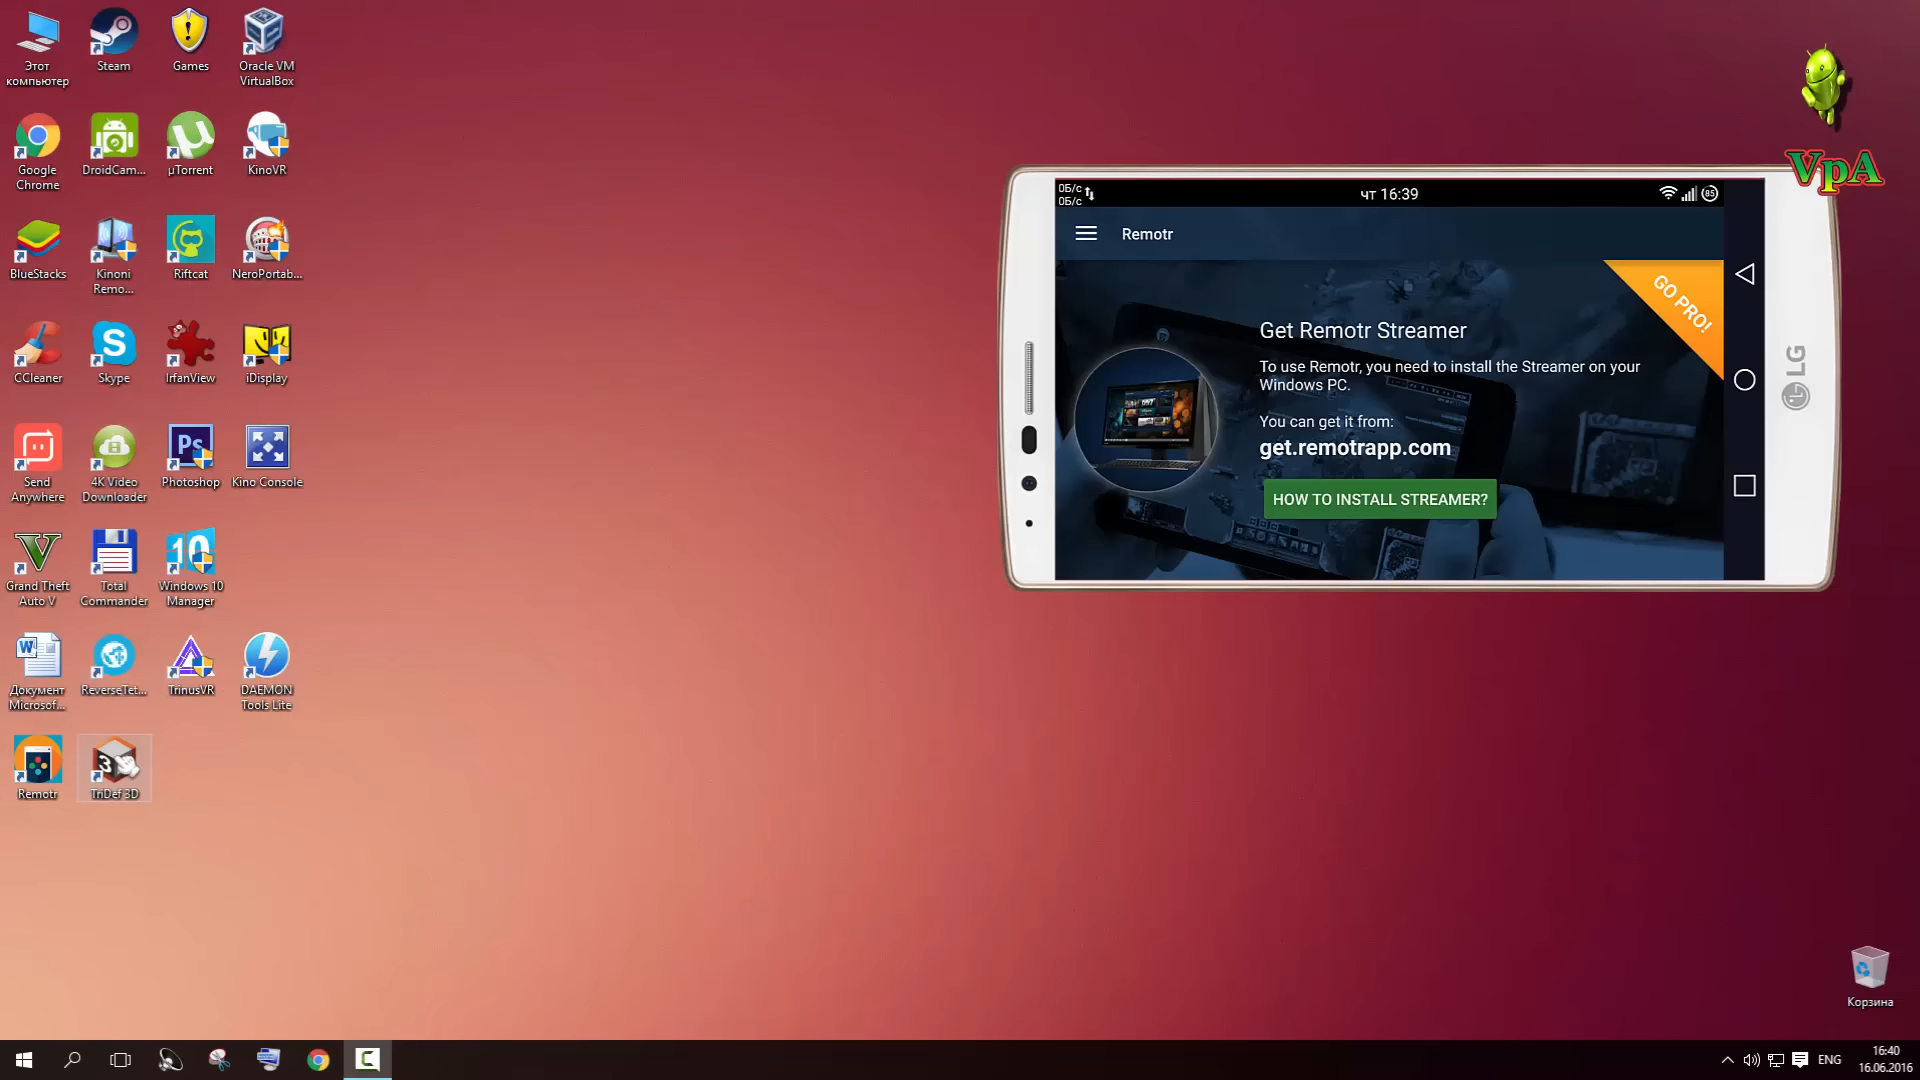 Этот
компьютер
Steam
Games
Oracle VM
VirtualBox
Google
Chrome
DroidCam...
µTorrent
KinoVR
BlueStacks
Kinoni
Remo...
Riftcat
NeroPortab...
CCleaner
Skype
IrfanView
iDisplay
Send
Anywhere
4K Video
Downloader
Ps
Photoshop
Kino Console
Grand Theft
Auto V
Total
Commander
10
Windows 10
Manager
Документ
Microsof...
ReverseTet...
TrinusVR
DAEMON
Tools Lite
Remotr
TriDef 3D
VpA
0Б/с
0Б/с
чт 16:39
85
Remotr
GO PRO!
Get Remotr Streamer
To use Remotr, you need to install the Streamer on your
Windows PC.
You can get it from:
get.remotrapp.com
HOW TO INSTALL STREAMER?
LG
Корзина
ENG
16:40
16.06.2016